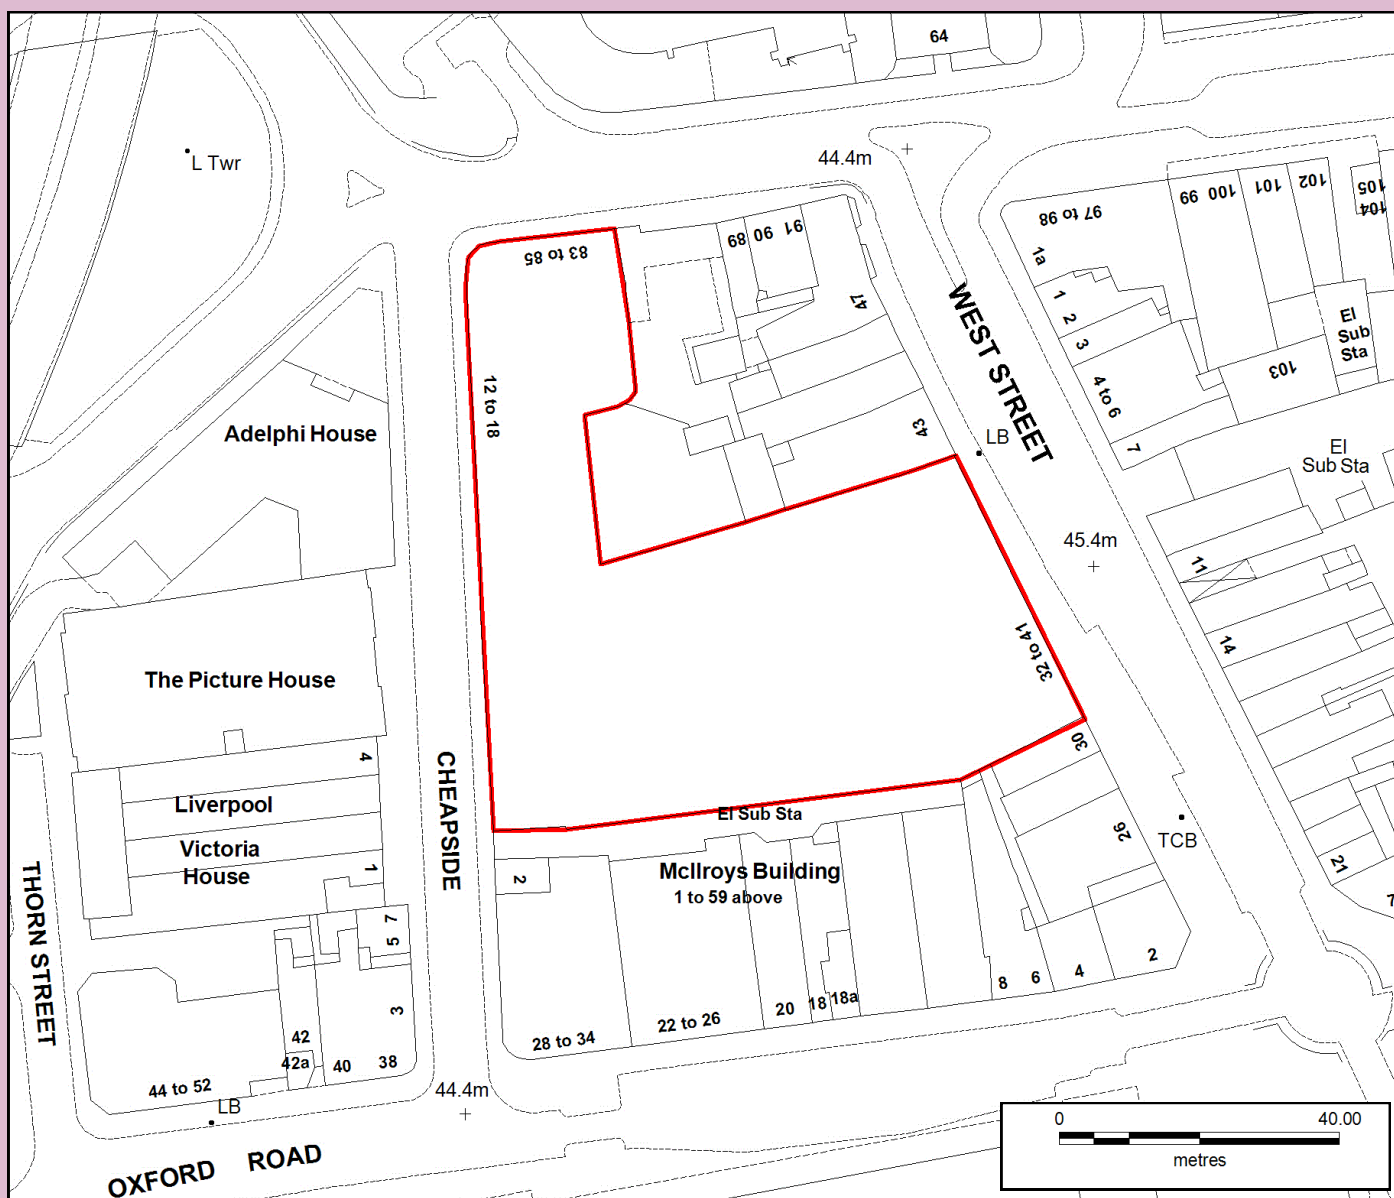 64
L Twr
44.4m
83 to 85
89
90
91
97 to 98
99
100
101
102
105
104
1a
1
2
3
4 to 6
7
47
WEST STREET
El
Sub
Sta
103
12 to 18
Adelphi House
43
LB
El
Sub Sta
45.4m
11
14
32 to 41
The Picture House
30
4
CHEAPSIDE
Liverpool
El Sub Sta
Victoria
House
1
2
McIlroys Building
1 to 59 above
26
TCB
21
7
THORN STREET
7
5
3
8
6
4
2
18
18a
20
22 to 26
28 to 34
42
42a
40
38
44 to 52
LB
44.4m
OXFORD ROAD
0
40.00
metres